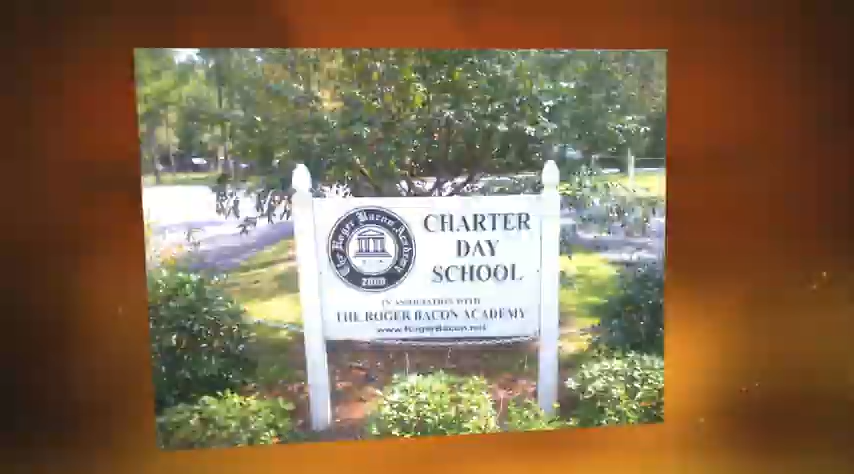 The Roger Bacon Academy
2000
CHARTER
DAY
SCHOOL
IN ASSOCIATION WITH
THE ROGER BACON ACADEMY
www.RogerBacon.net